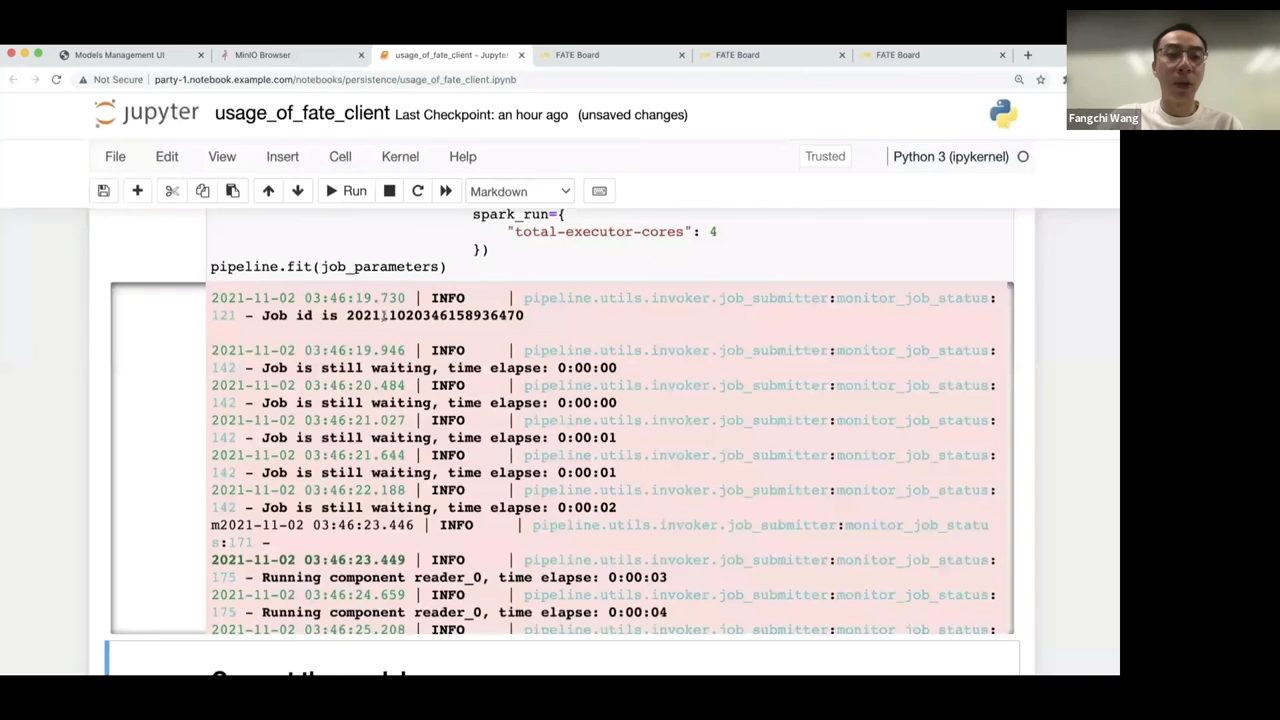 Models Management UI
MinIO Browser
usage_of_fate_client - Jupyter
FATE Board
FATE Board
FATE Board
Not Secure | party-1.notebook.example.com/notebooks/persistence/usage_of_fate_client.ipynb
Fangchi Wang
jupyter usage_of_fate_client Last Checkpoint: an hour ago (unsaved changes)
File Edit View Insert Cell Kernel Help Trusted Python 3 (ipykernel)
Run Markdown
spark_run={
"total-executor-cores": 4
})
pipeline.fit(job_parameters)
2021-11-02 03:46:19.730 | INFO | pipeline.utils.invoker.job_submitter:monitor_job_status:
121 - Job id is 202111020346158936470
2021-11-02 03:46:19.946 | INFO | pipeline.utils.invoker.job_submitter:monitor_job_status:
142 - Job is still waiting, time elapse: 0:00:00
2021-11-02 03:46:20.484 | INFO | pipeline.utils.invoker.job_submitter:monitor_job_status:
142 - Job is still waiting, time elapse: 0:00:00
2021-11-02 03:46:21.027 | INFO | pipeline.utils.invoker.job_submitter:monitor_job_status:
142 - Job is still waiting, time elapse: 0:00:01
2021-11-02 03:46:21.644 | INFO | pipeline.utils.invoker.job_submitter:monitor_job_status:
142 - Job is still waiting, time elapse: 0:00:01
2021-11-02 03:46:22.188 | INFO | pipeline.utils.invoker.job_submitter:monitor_job_status:
142 - Job is still waiting, time elapse: 0:00:02
m2021-11-02 03:46:23.446 | INFO | pipeline.utils.invoker.job_submitter:monitor_job_statu
s:171 -
2021-11-02 03:46:23.449 | INFO | pipeline.utils.invoker.job_submitter:monitor_job_status:
175 - Running component reader_0, time elapse: 0:00:03
2021-11-02 03:46:24.659 | INFO | pipeline.utils.invoker.job_submitter:monitor_job_status:
175 - Running component reader_0, time elapse: 0:00:04
2021-11-02 03:46:25.208 | INFO | pipeline.utils.invoker.job_submitter:monitor_job_status: